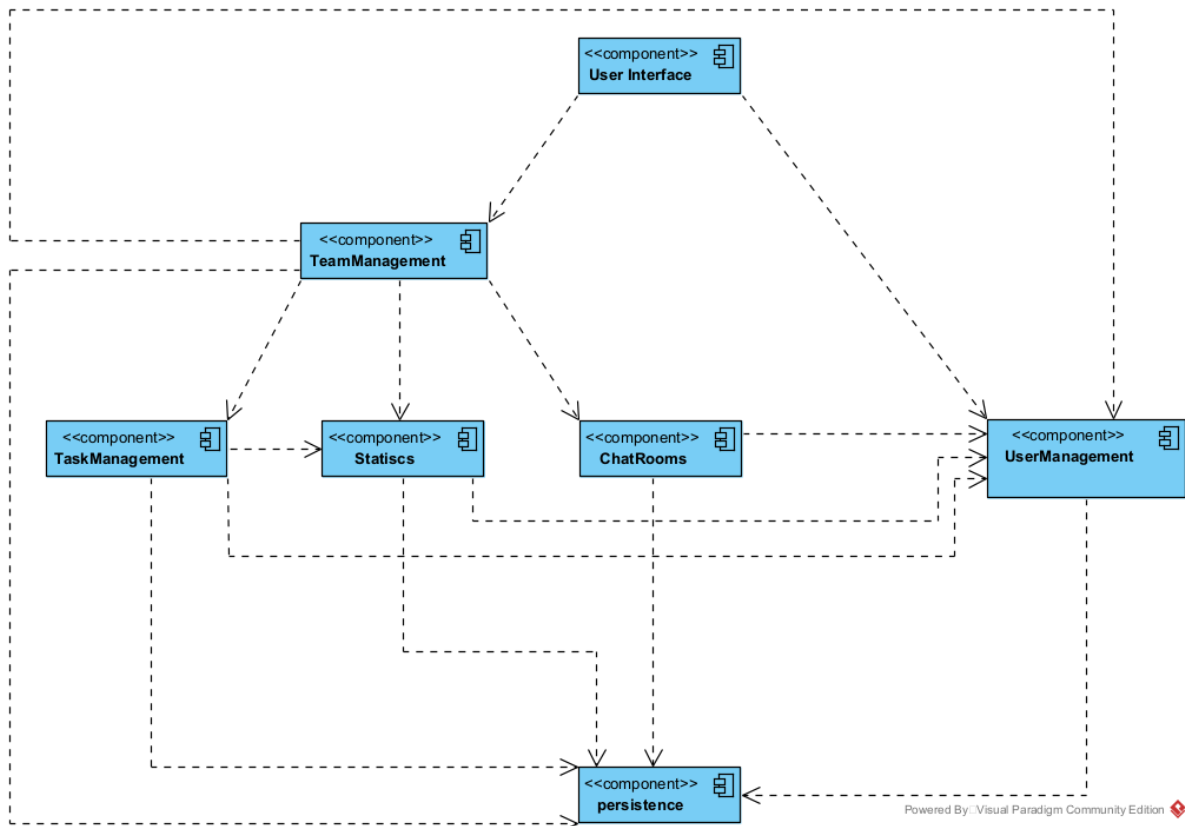 <<component>>
User Interface
<<component>>
TeamManagement
<<component>>
TaskManagement
<<component>>
Statiscs
<<component>>
ChatRooms
<<component>>
UserManagement
<<component>>
persistence
Powered By Visual Paradigm Community Edition